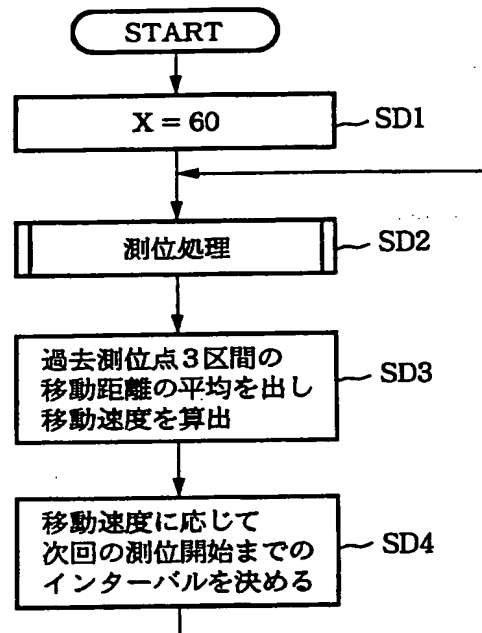 START
X = 60
SD1
測位処理
SD2
過去測位点3区間の
移動距離の平均を出し
移動速度を算出
SD3
移動速度に応じて
次回の測位開始までの
インターバルを決める
SD4